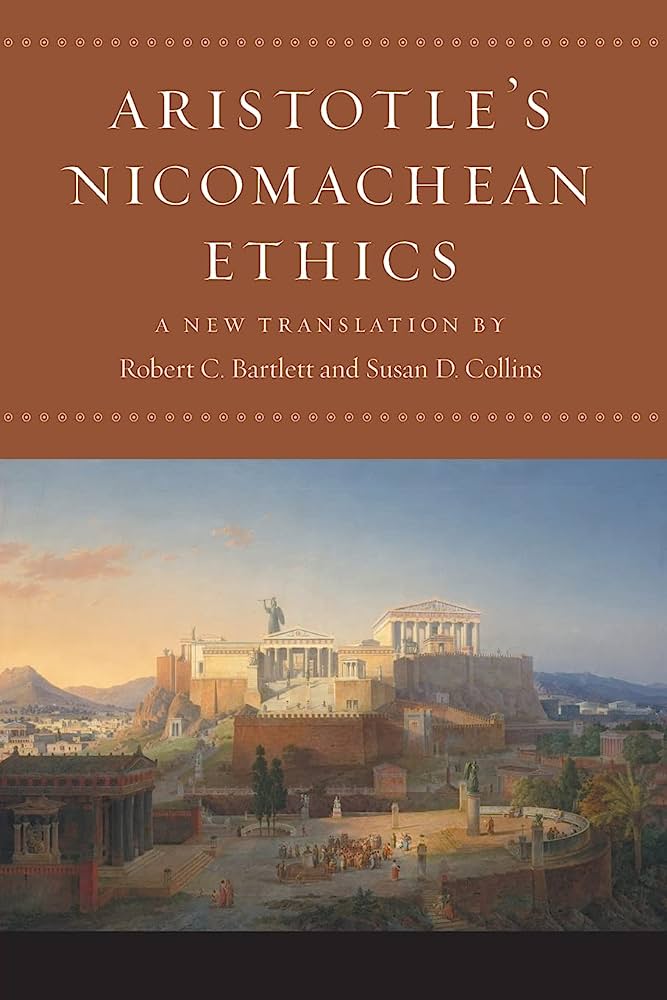 ARISTOTLE'S
NICOMACHEAN
ETHICS
A NEW TRANSLATION BY
Robert C. Bartlett and Susan D. Collins